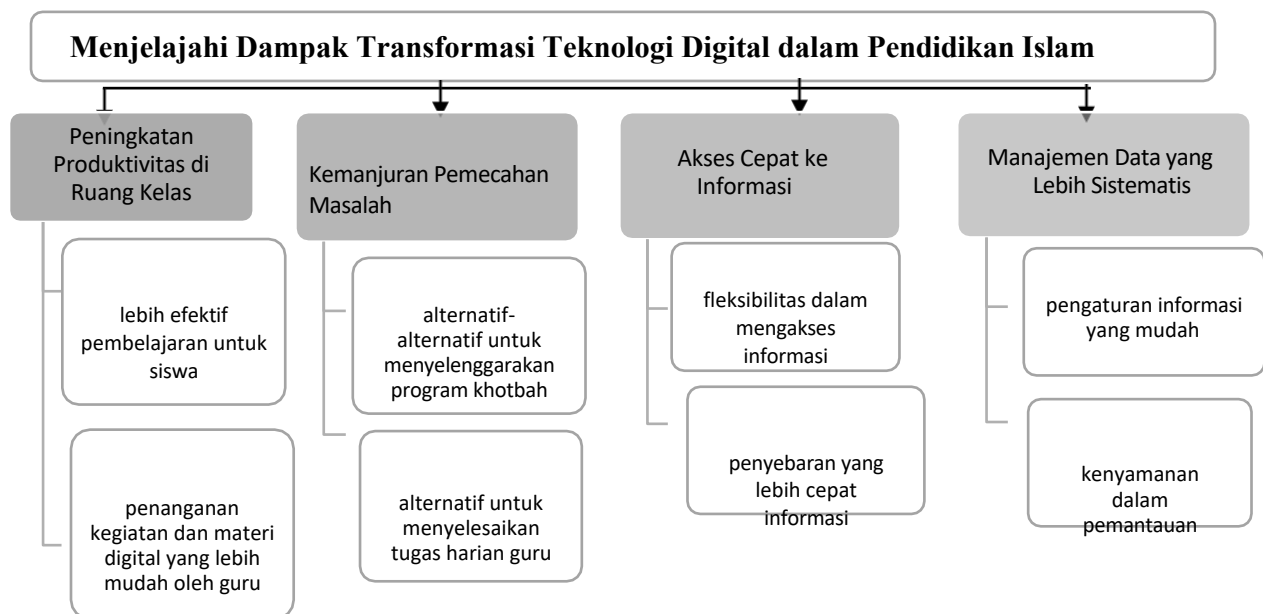 Menjelajahi Dampak Transformasi Teknologi Digital dalam Pendidikan Islam
Peningkatan
Produktivitas di
Ruang Kelas
lebih efektif
pembelajaran untuk
siswa
penanganan
kegiatan dan materi
digital yang lebih
mudah oleh guru
Kemanjuran Pemecahan
Masalah
alternatif-
alternatif untuk
menyelenggarakan
program khotbah
alternatif untuk
menyelesaikan
tugas harian guru
Akses Cepat ke
Informasi
fleksibilitas dalam
mengakses
informasi
penyebaran yang
lebih cepat
informasi
Manajemen Data yang
Lebih Sistematis
pengaturan informasi
yang mudah
kenyamanan
dalam
pemantauan